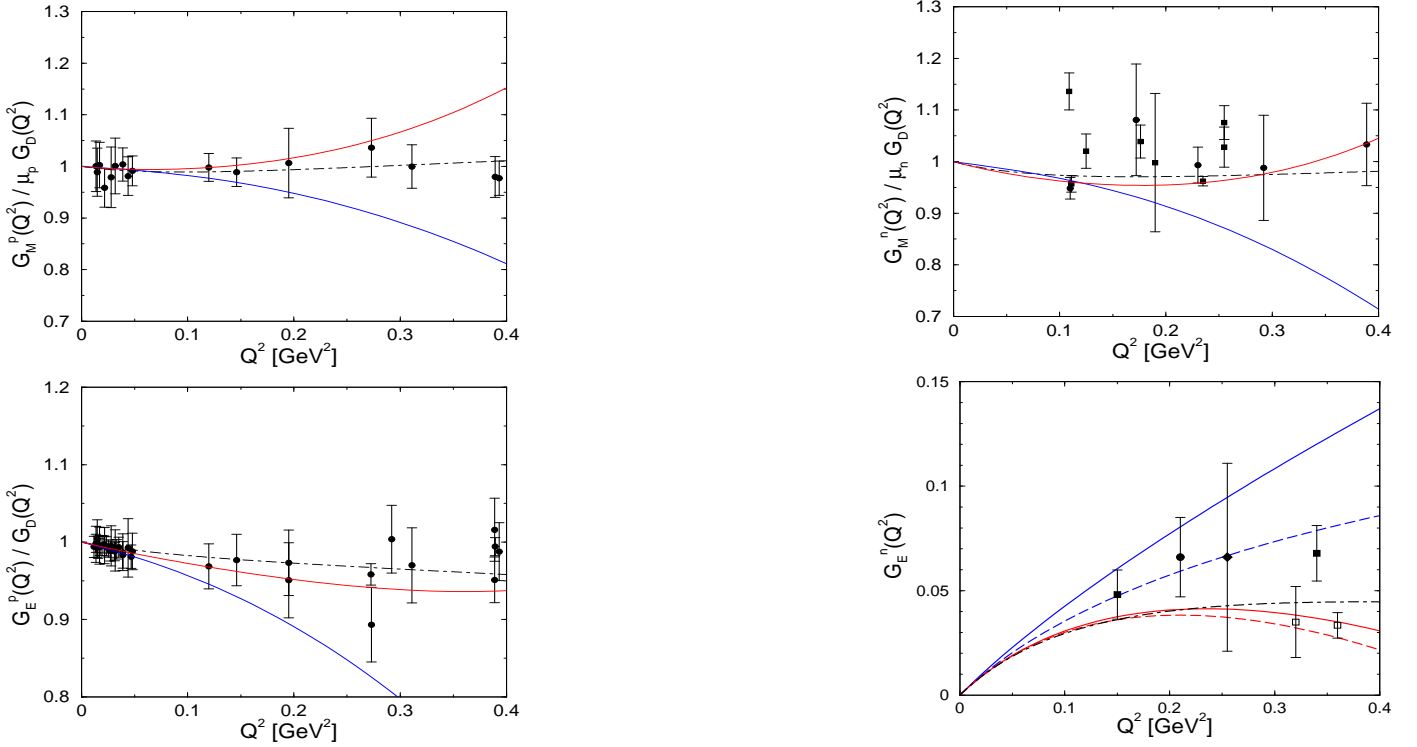 1.3
1.2
1.1
1
0.9
0.8
0.7
G_M^p(Q^2) / μ_p G_D(Q^2)
0 0.1 0.2 0.3 0.4
Q^2 [GeV^2]
1.3
1.2
1.1
1
0.9
0.8
0.7
G_M^n(Q^2) / μ_n G_D(Q^2)
0 0.1 0.2 0.3 0.4
Q^2 [GeV^2]
1.2
1.1
1
0.9
0.8
G_E^p(Q^2) / G_D(Q^2)
0 0.1 0.2 0.3 0.4
Q^2 [GeV^2]
0.15
0.1
0.05
0
G_E^n(Q^2)
0 0.1 0.2 0.3 0.4
Q^2 [GeV^2]